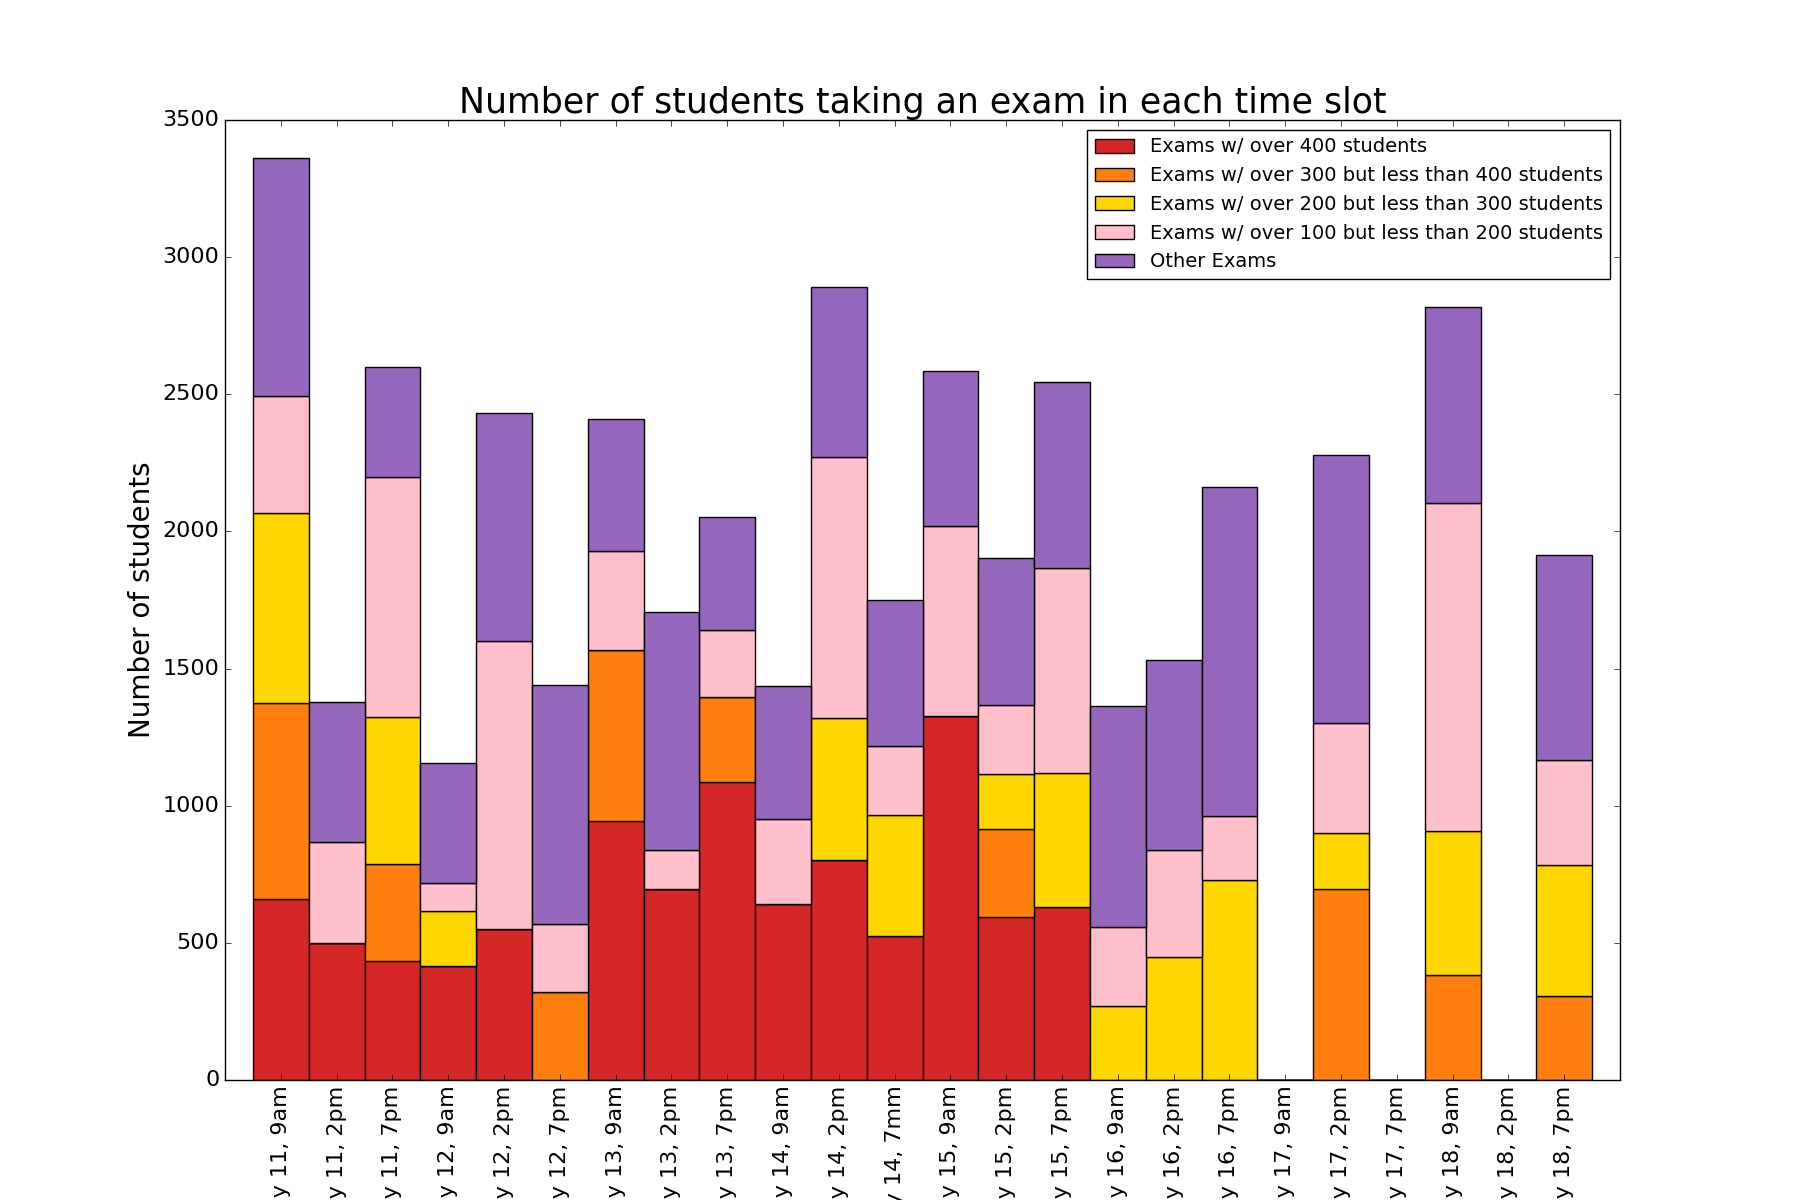 Number of students taking an exam in each time slot
Exams w/ over 400 students
Exams w/ over 300 but less than 400 students
Exams w/ over 200 but less than 300 students
Exams w/ over 100 but less than 200 students
Other Exams
Number of students
3500
3000
2500
2000
1500
1000
500
0
y 11, 9am
y 11, 2pm
y 11, 7pm
y 12, 9am
y 12, 2pm
y 12, 7pm
y 13, 9am
y 13, 2pm
y 13, 7pm
y 14, 9am
y 14, 2pm
y 14, 7mm
y 15, 9am
y 15, 2pm
y 15, 7pm
y 16, 9am
y 16, 2pm
y 16, 7pm
y 17, 9am
y 17, 2pm
y 17, 7pm
y 18, 9am
y 18, 2pm
y 18, 7pm